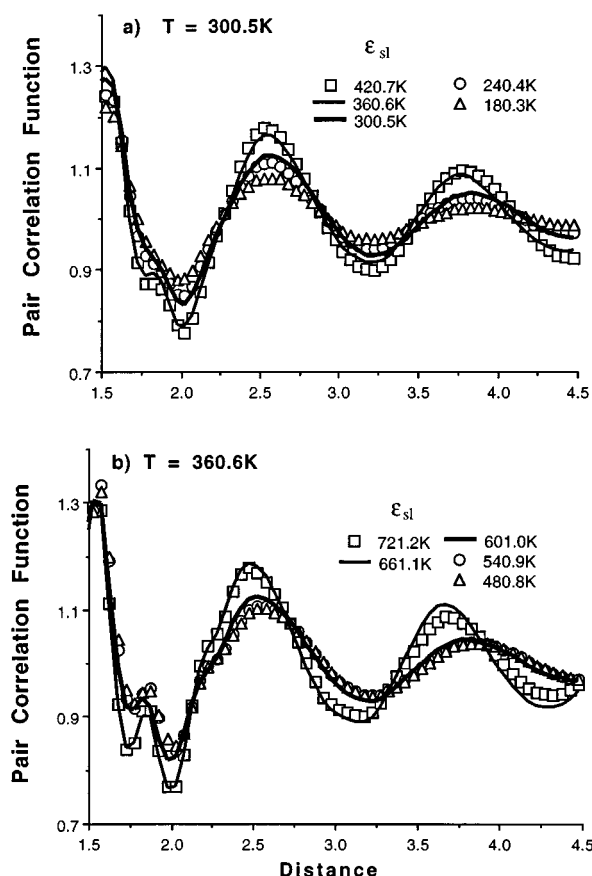 a) T = 300.5K
ε sl
420.7K
360.6K
300.5K
240.4K
180.3K
Pair Correlation Function
1.3
1.1
0.9
0.7
1.5 2.0 2.5 3.0 3.5 4.0 4.5
b) T = 360.6K
ε sl
721.2K
661.1K
601.0K
540.9K
480.8K
Pair Correlation Function
1.3
1.1
0.9
0.7
1.5 2.0 2.5 3.0 3.5 4.0 4.5
Distance